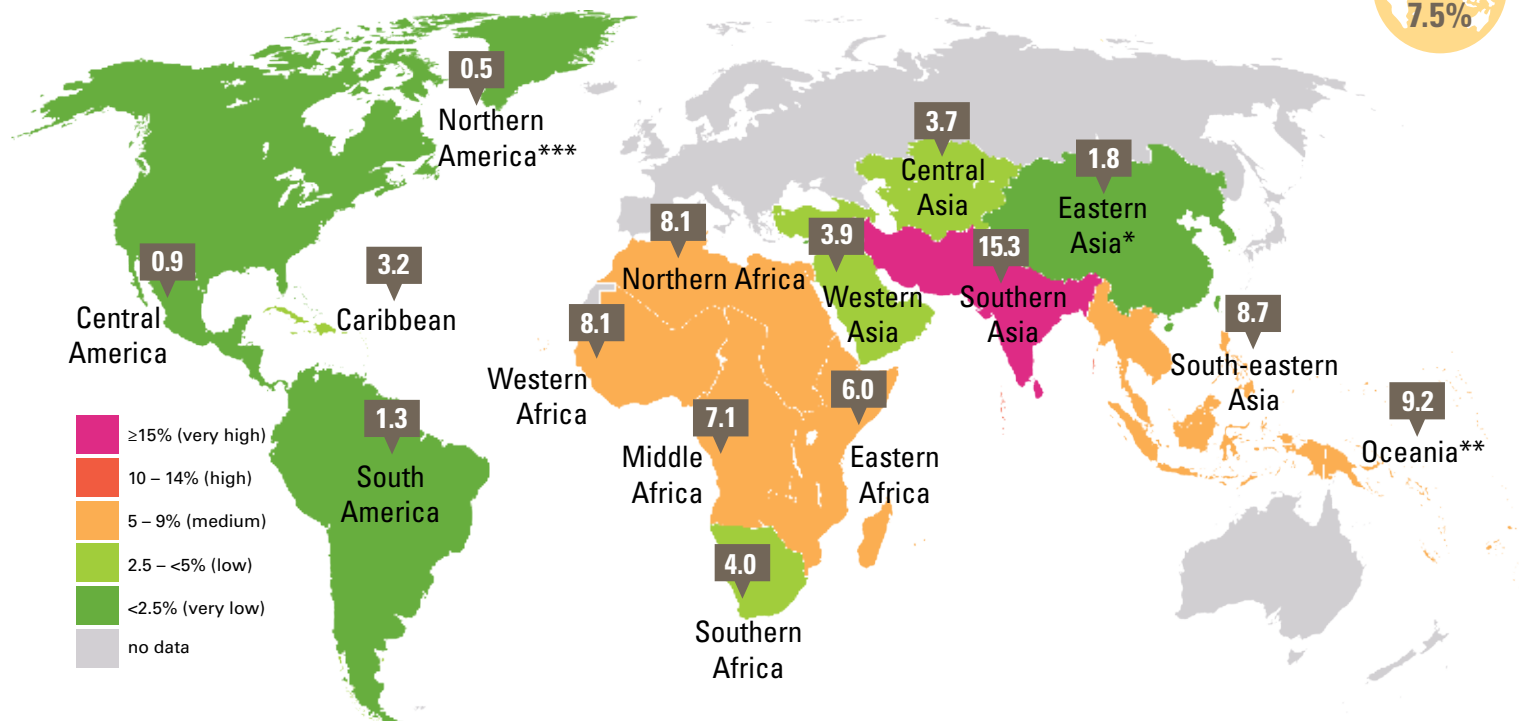 7.5%
0.5
Northern
America***
3.7
Central
Asia
1.8
Eastern
Asia*
8.1
Northern Africa
3.9
Western
Asia
15.3
Southern
Asia
0.9
Central
America
3.2
Caribbean
8.1
Western
Africa
8.7
South-eastern
Asia
6.0
Eastern
Africa
9.2
Oceania**
1.3
South
America
7.1
Middle
Africa
4.0
Southern
Africa
≥15% (very high)
10 – 14% (high)
5 – 9% (medium)
2.5 – <5% (low)
<2.5% (very low)
no data